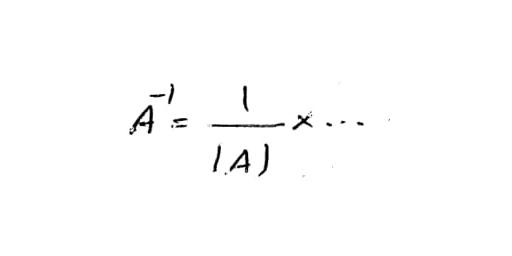 A⁻¹ = 1/|A| × ...